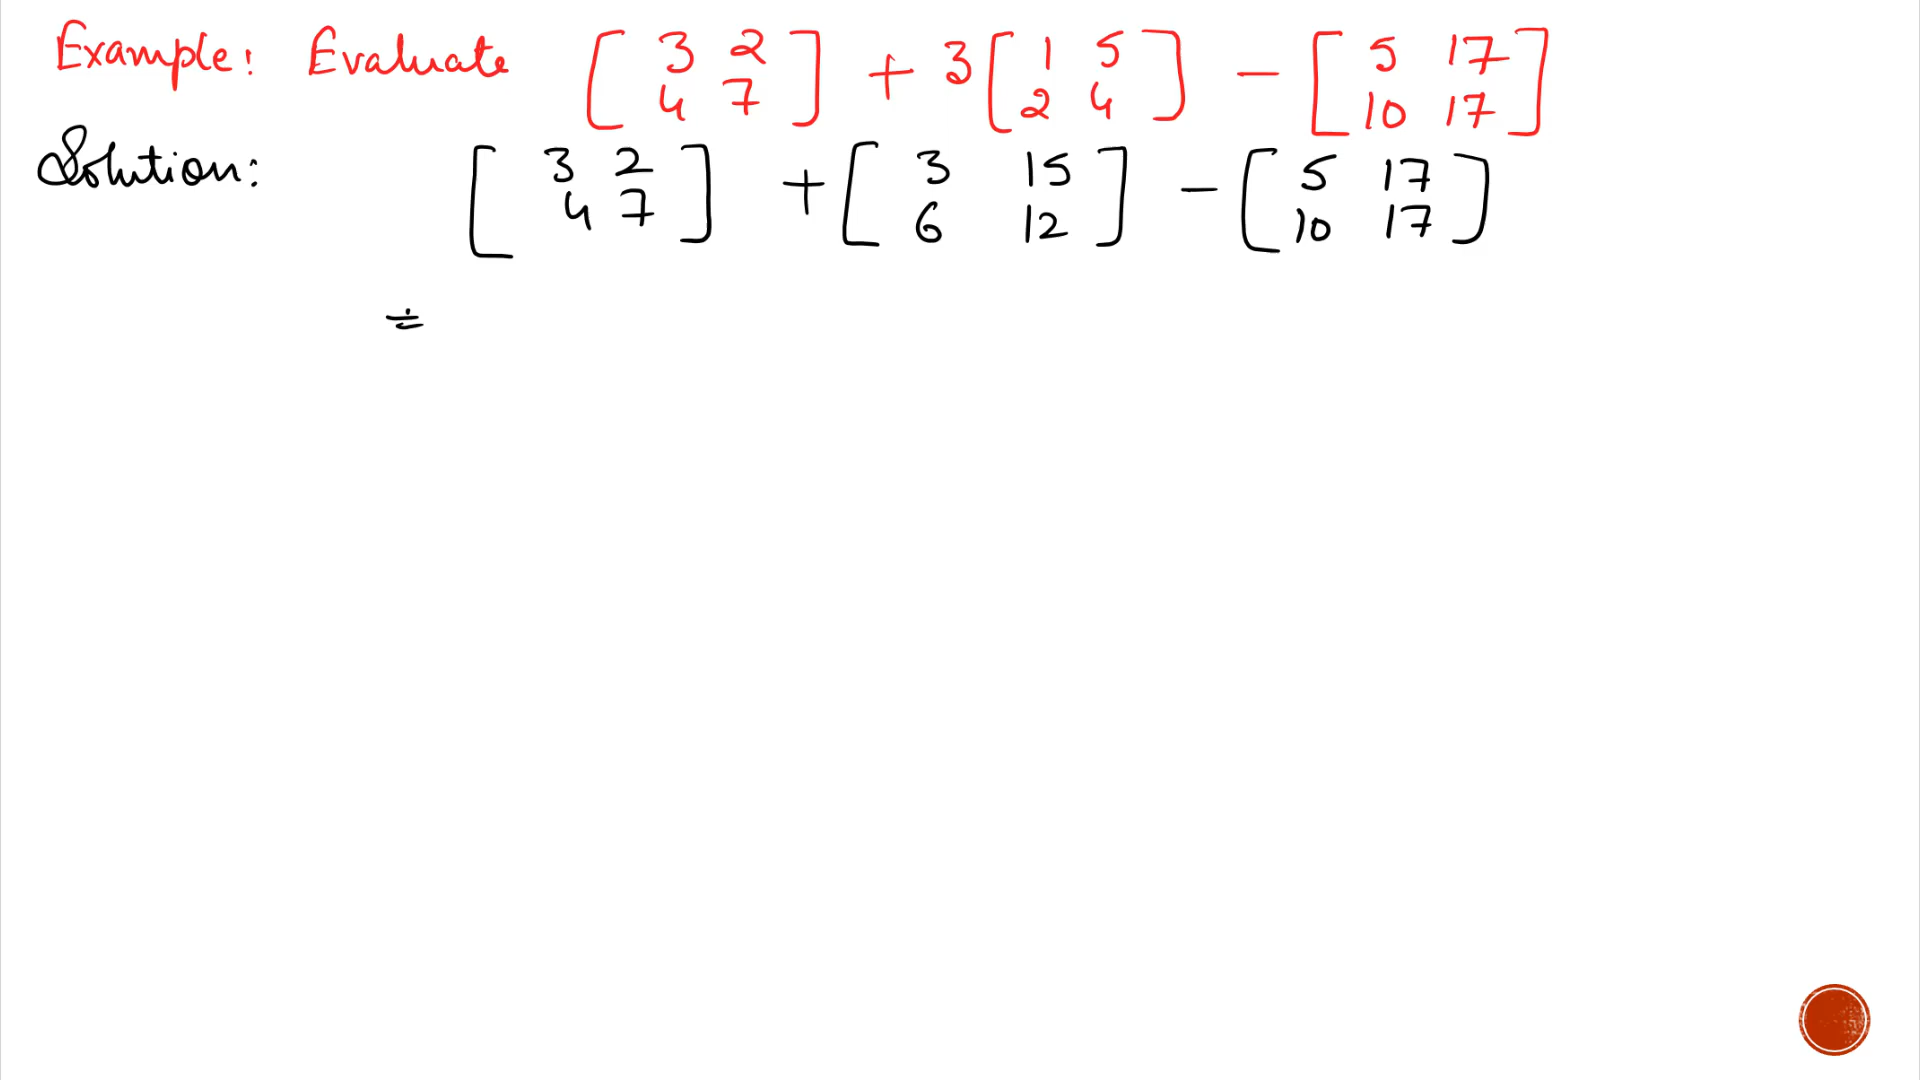 Example: Evaluate [3 2 4 7] + 3 [1 5 2 4] - [5 17 10 17]
Solution: [3 2 4 7] + [3 15 6 12] - [5 17 10 17]
=